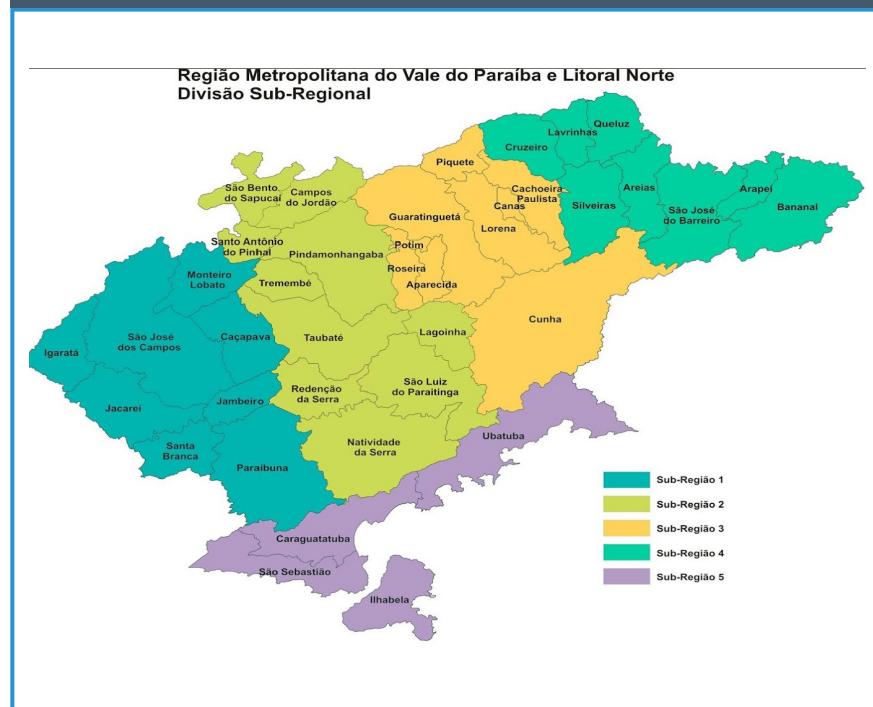 Região Metropolitana do Vale do Paraíba e Litoral Norte
Divisão Sub-Regional
Queluz
Lavrinhas
Cruzeiro
Piquete
São Bento
do Sapucaí
Campos
do Jordão
Cachoeira
Paulista
Canas
Areias
Arapeí
Silveiras
Bananal
São José
do Barreiro
Guaratinguetá
Lorena
Santo Antônio
do Pinhal
Potim
Pindamonhangaba
Roseira
Monteiro
Lobato
Tremembé
Aparecida
Cunha
Lagoinha
São José
dos Campos
Caçapava
Taubaté
Igaratá
São Luiz
do Paraitinga
Redenção
da Serra
Jacareí
Jambeiro
Ubatuba
Natividade
da Serra
Santa
Branca
Paraibuna
Sub-Região 1
Sub-Região 2
Sub-Região 3
Caraguatatuba
Sub-Região 4
São Sebastião
Sub-Região 5
Ilhabela